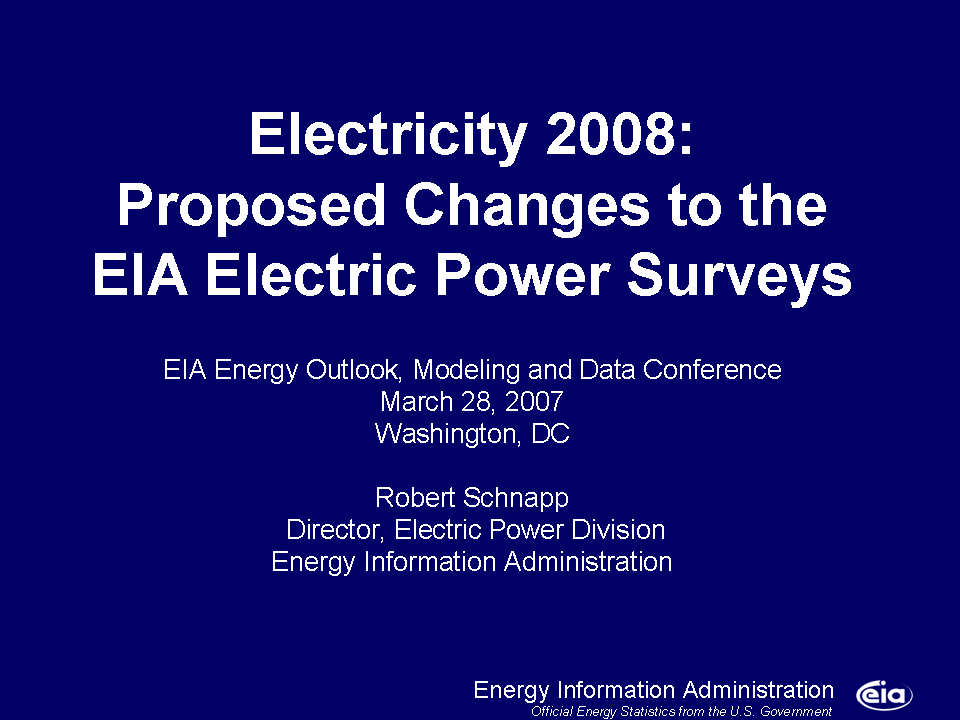 Electricity 2008:
Proposed Changes to the
EIA Electric Power Surveys
EIA Energy Outlook, Modeling and Data Conference
March 28, 2007
Washington, DC
Robert Schnapp
Director, Electric Power Division
Energy Information Administration
Energy Information Administration
Official Energy Statistics from the U.S. Government
eia